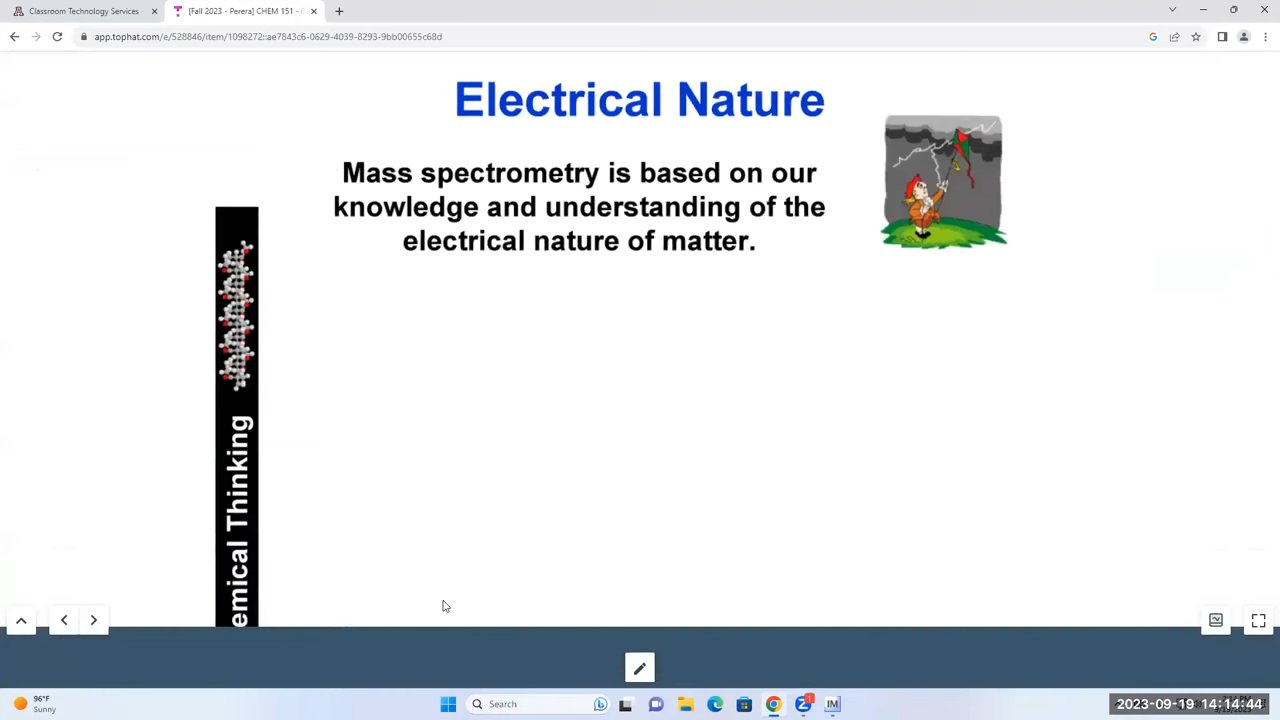 Classroom Technology Services
[Fall 2023 - Perera] CHEM 151 -
app.tophat.com/e/528846/item/1098272::ae7843c6-0629-4039-8293-9bb00655c68d
Electrical Nature
Mass spectrometry is based on our
knowledge and understanding of the
electrical nature of matter.
emical Thinking
96°F
Sunny
Search
1
IM
2023-09-19 14:14:44